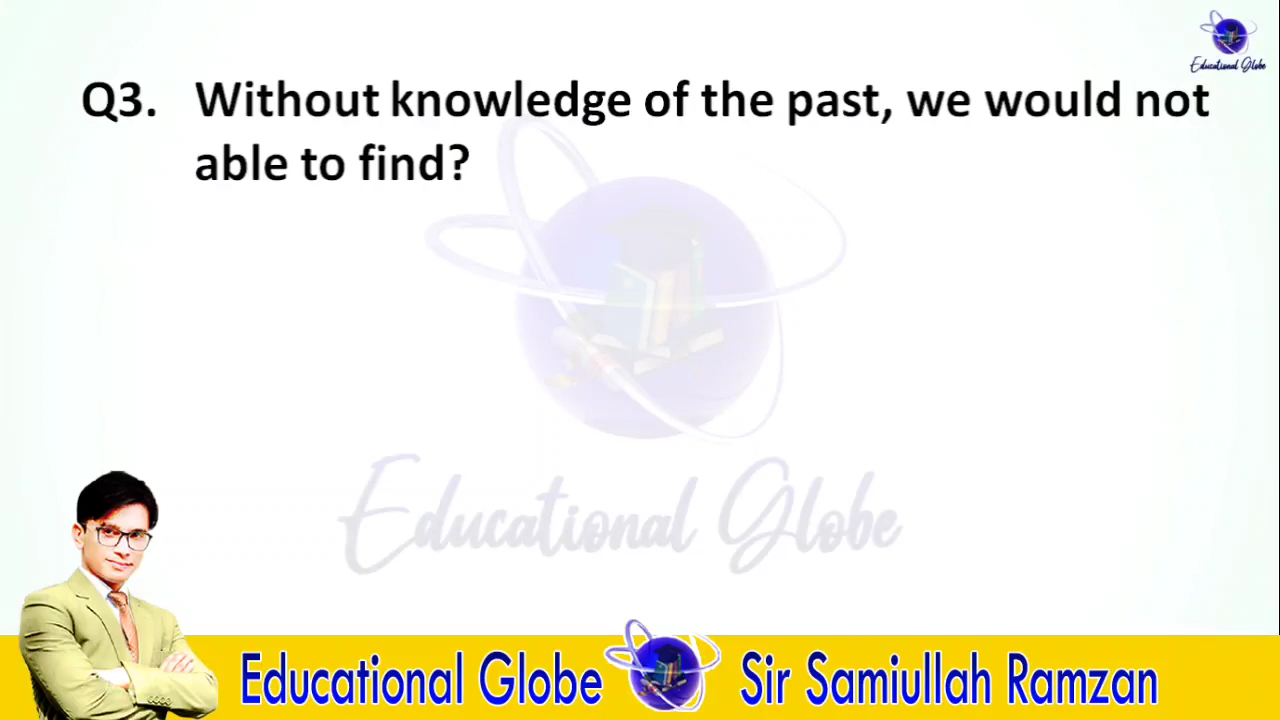 Educational Globe
Q3. Without knowledge of the past, we would not
able to find?
Educational Globe
Educational Globe Sir Samiullah Ramzan